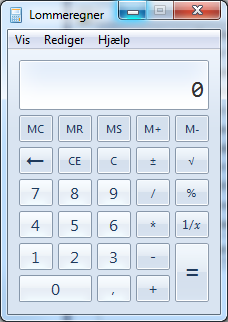 Lommeregner
Vis Rediger Hjælp
0
MC MR MS M+ M-
← CE C ± √
7 8 9 / %
4 5 6 * 1/x
1 2 3 - =
0 , +